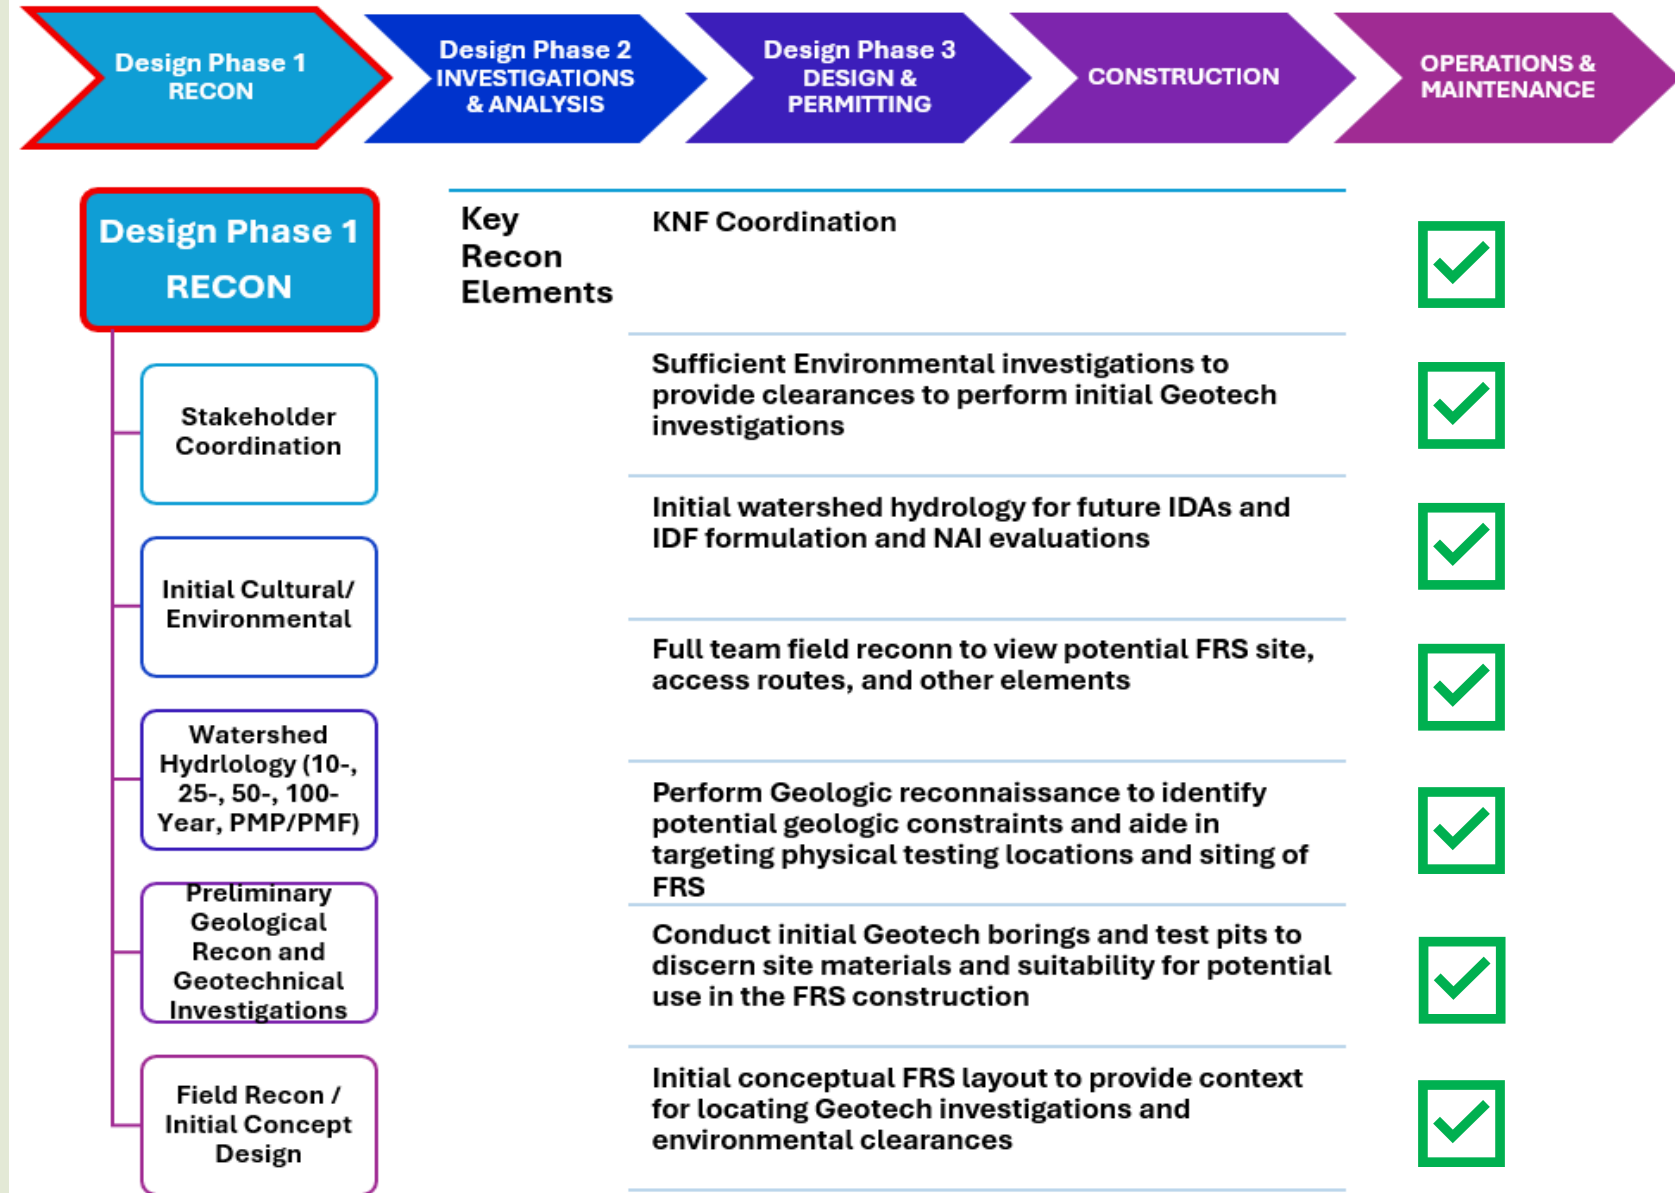 Design Phase 1
RECON
Design Phase 2
INVESTIGATIONS
& ANALYSIS
Design Phase 3
DESIGN &
PERMITTING
CONSTRUCTION
OPERATIONS &
MAINTENANCE
Design Phase 1
RECON
Stakeholder
Coordination
Initial Cultural/
Environmental
Watershed
Hydrlology (10-,
25-, 50-, 100-
Year, PMP/PMF)
Preliminary
Geological
Recon and
Geotechnical
Investigations
Field Recon /
Initial Concept
Design
Key
Recon
Elements
KNF Coordination
Sufficient Environmental investigations to
provide clearances to perform initial Geotech
investigations
Initial watershed hydrology for future IDAs and
IDF formulation and NAI evaluations
Full team field reconn to view potential FRS site,
access routes, and other elements
Perform Geologic reconnaissance to identify
potential geologic constraints and aide in
targeting physical testing locations and siting of
FRS
Conduct initial Geotech borings and test pits to
discern site materials and suitability for potential
use in the FRS construction
Initial conceptual FRS layout to provide context
for locating Geotech investigations and
environmental clearances